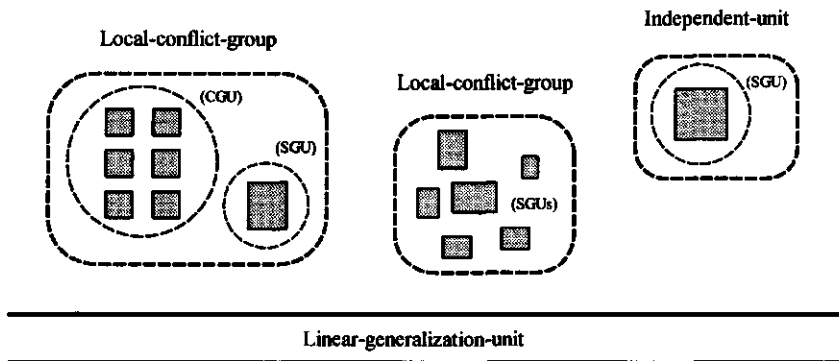 Independent-unit
Local-conflict-group
Local-conflict-group
(CGU)
(SGU)
(SGU)
(SGUs)
Linear-generalization-unit